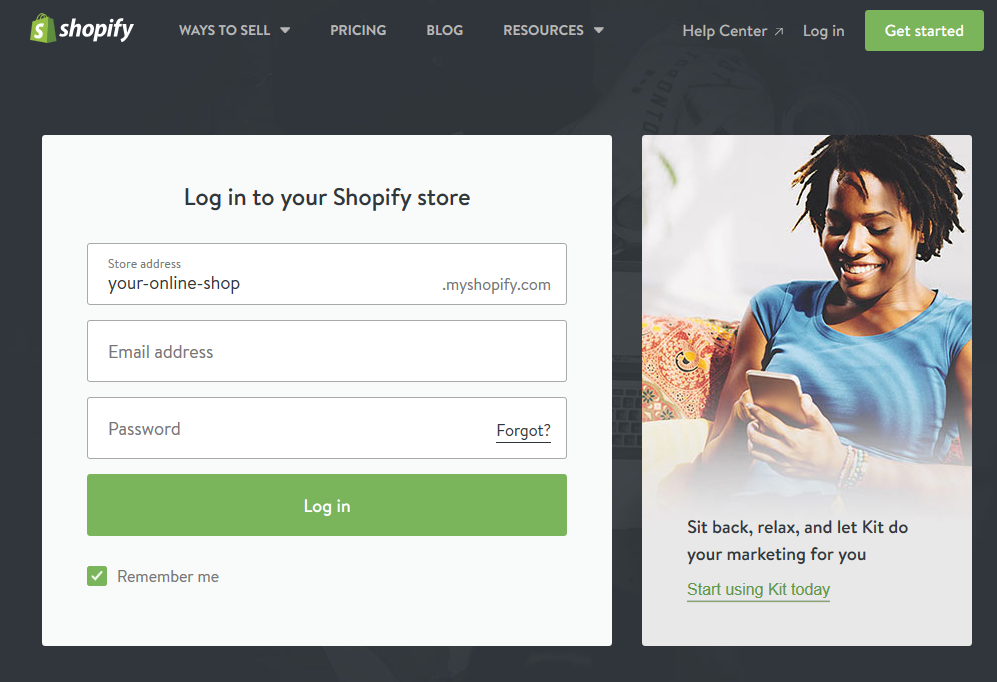 shopify
WAYS TO SELL
PRICING
BLOG
RESOURCES
Help Center ↗
Log in
Get started
Log in to your Shopify store
Store address
your-online-shop
.myshopify.com
Email address
Password
Forgot?
Log in
Remember me
Sit back, relax, and let Kit do
your marketing for you
Start using Kit today